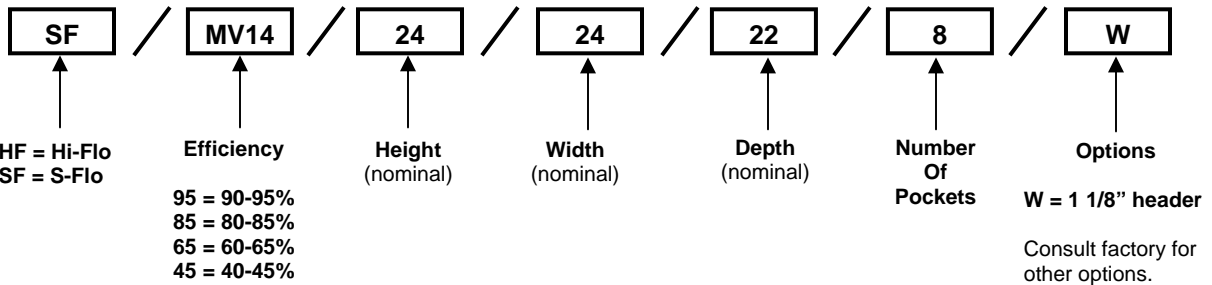 SF / MV14 / 24 / 24 / 22 / 8 / W
HF = Hi-Flo
SF = S-Flo
Efficiency
95 = 90-95%
85 = 80-85%
65 = 60-65%
45 = 40-45%
Height
(nominal)
Width
(nominal)
Depth
(nominal)
Number
Of
Pockets
Options
W = 1 1/8” header
Consult factory for
other options.